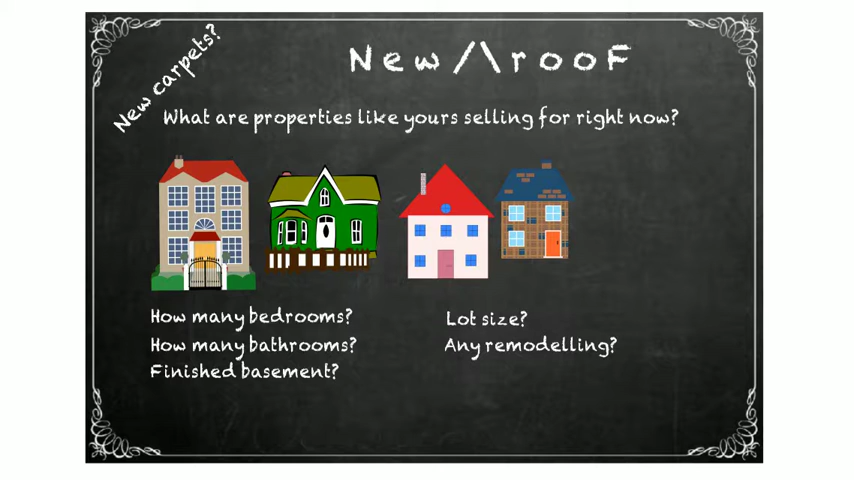 New carpets?
New /\ rooF
What are properties like yours selling for right now?
How many bedrooms?
How many bathrooms?
Finished basement?
Lot size?
Any remodelling?